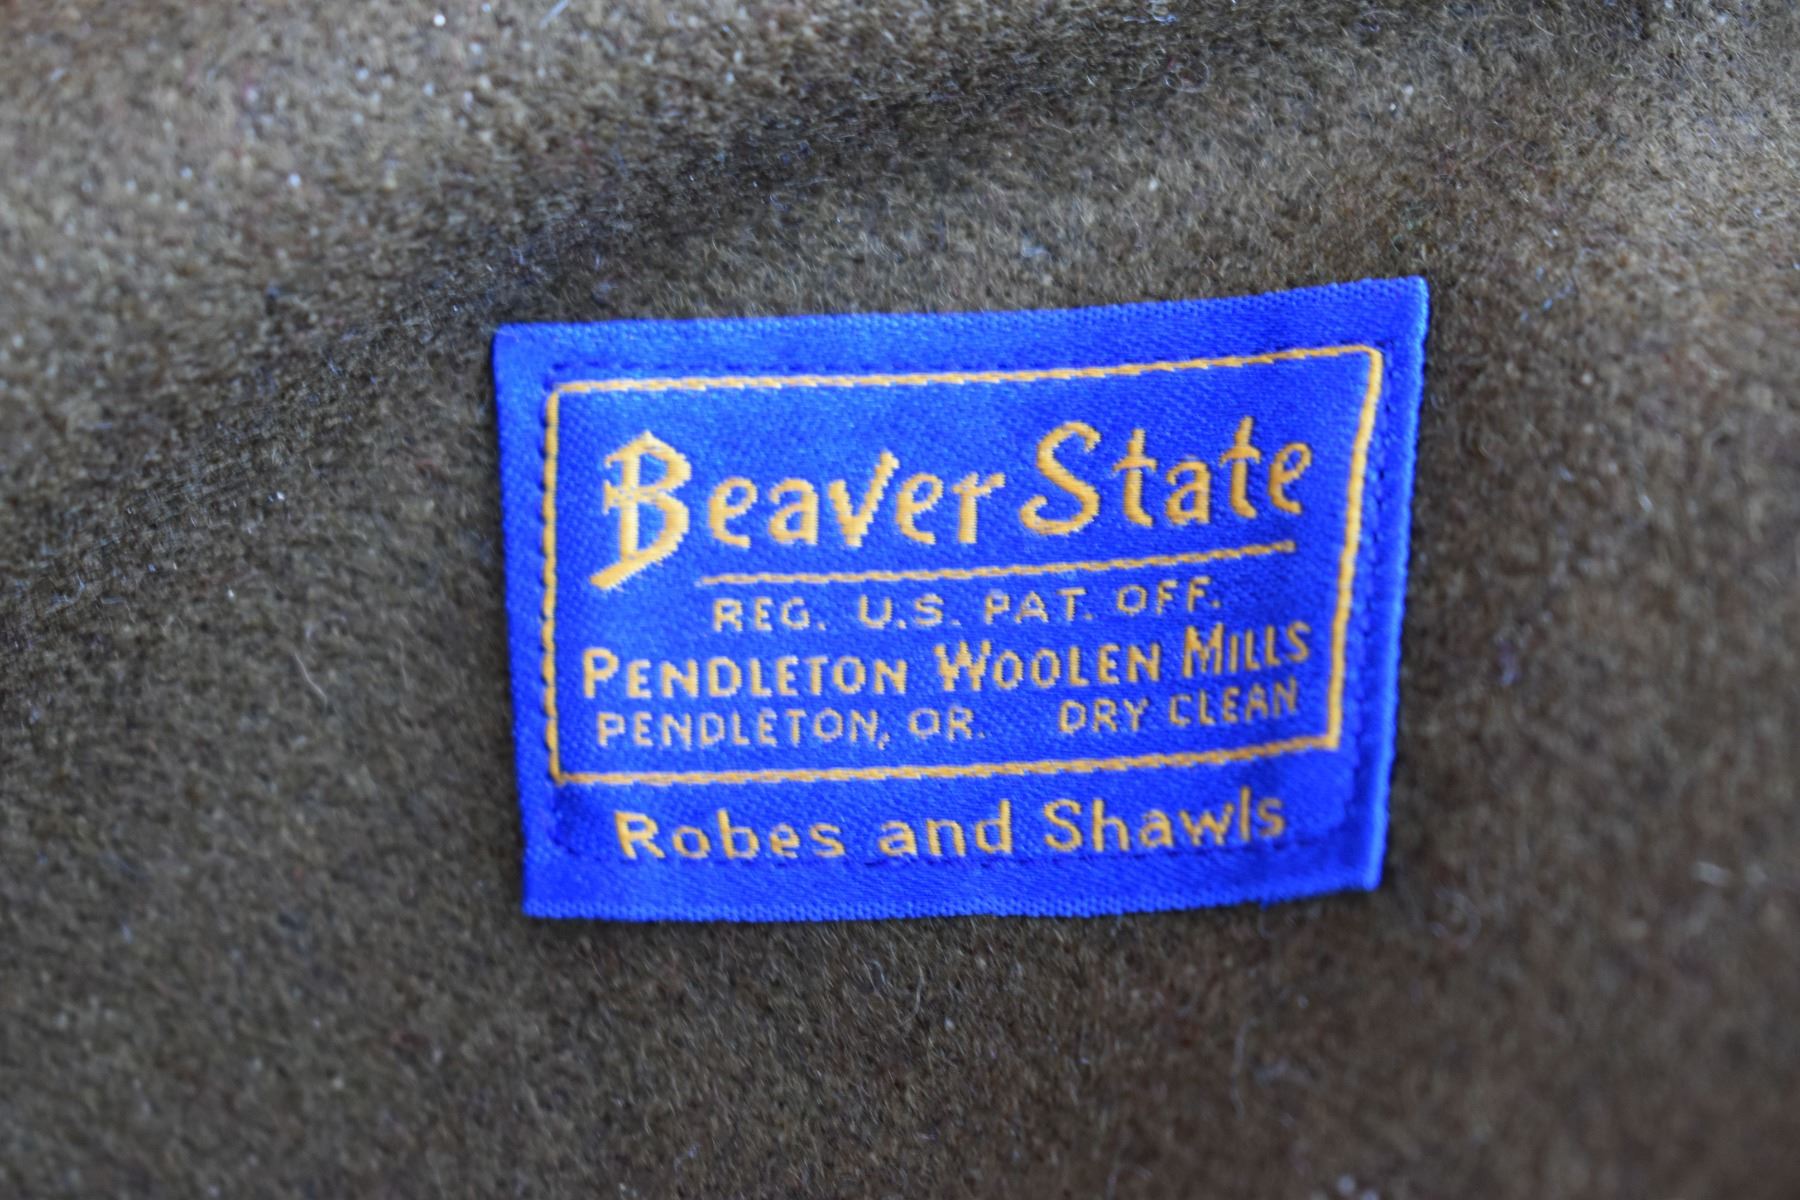 Beaver State
REG. U.S. PAT. OFF.
PENDLETON WOOLEN MILLS
PENDLETON, OR. DRY CLEAN
Robes and Shawls